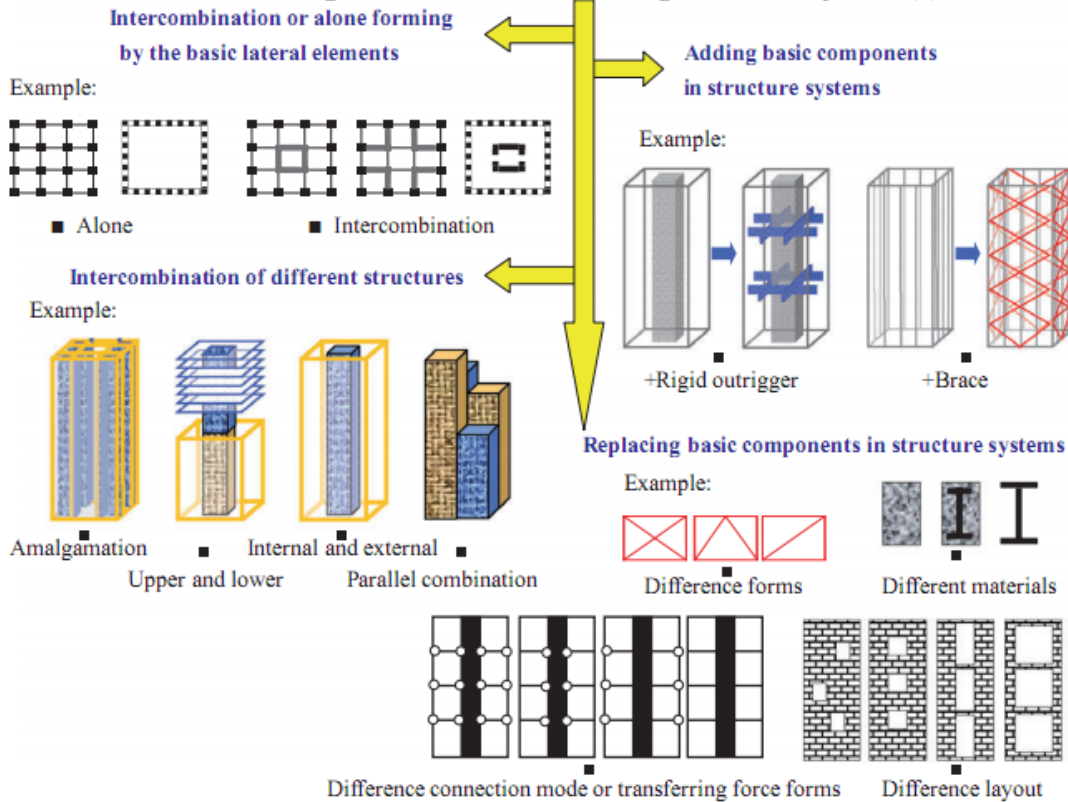 Intercombination or alone forming
by the basic lateral elements
Example:
■ Alone
■ Intercombination
Adding basic components
in structure systems
Example:
+Rigid outrigger
+Brace
Intercombination of different structures
Example:
Amalgamation
Upper and lower
Internal and external
Parallel combination
Replacing basic components in structure systems
Example:
Difference forms
Different materials
Difference connection mode or transferring force forms
Difference layout